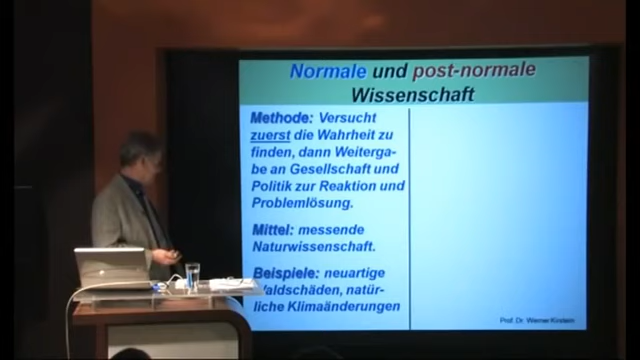 Normale und post-normale
Wissenschaft
Methode: Versucht
zuerst die Wahrheit zu
finden, dann Weiterga-
be an Gesellschaft und
Politik zur Reaktion und
Problemlösung.
Mittel: messende
Naturwissenschaft.
Beispiele: neuartige
Waldschäden, natür-
liche Klimaänderungen
Prof. Dr. Werner Kirstein